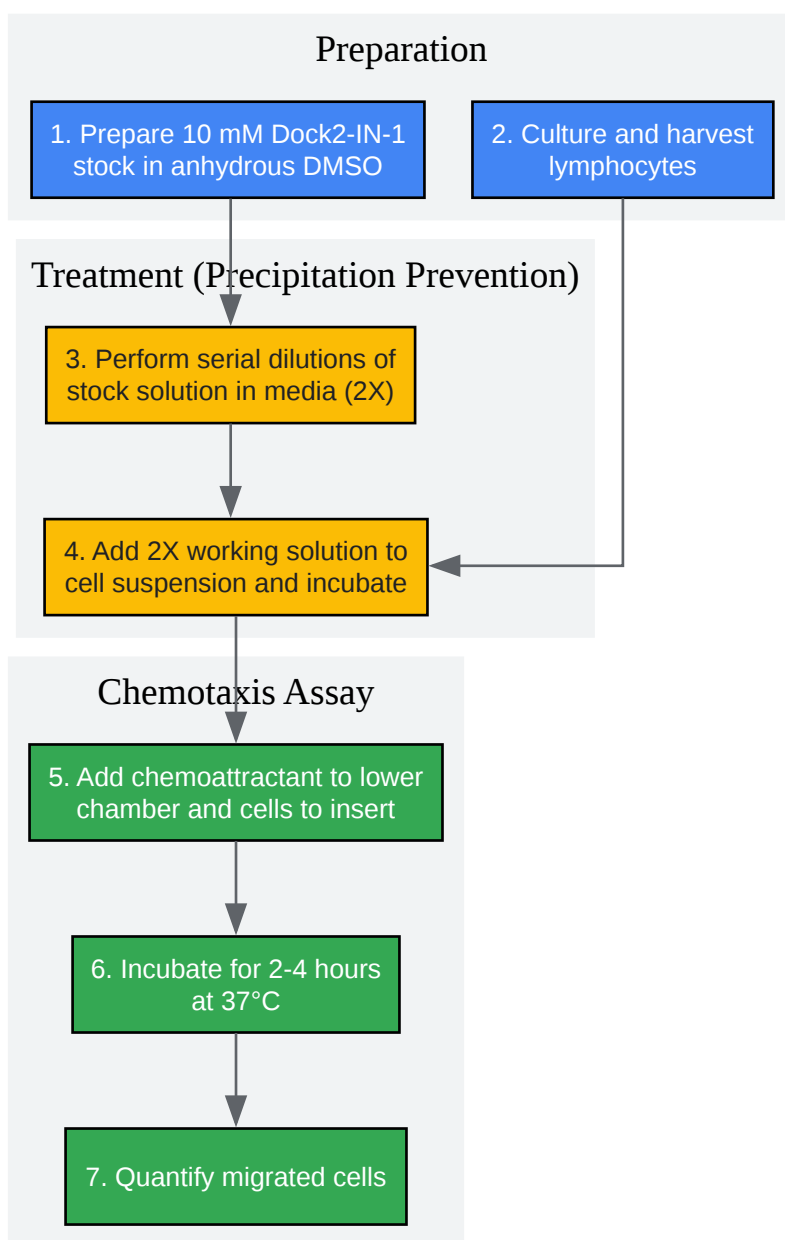 Preparation
1. Prepare 10 mM Dock2-IN-1
stock in anhydrous DMSO
2. Culture and harvest
lymphocytes
Treatment (Precipitation Prevention)
3. Perform serial dilutions of
stock solution in media (2X)
4. Add 2X working solution to
cell suspension and incubate
Chemotaxis Assay
5. Add chemoattractant to lower
chamber and cells to insert
6. Incubate for 2-4 hours
at 37°C
7. Quantify migrated cells